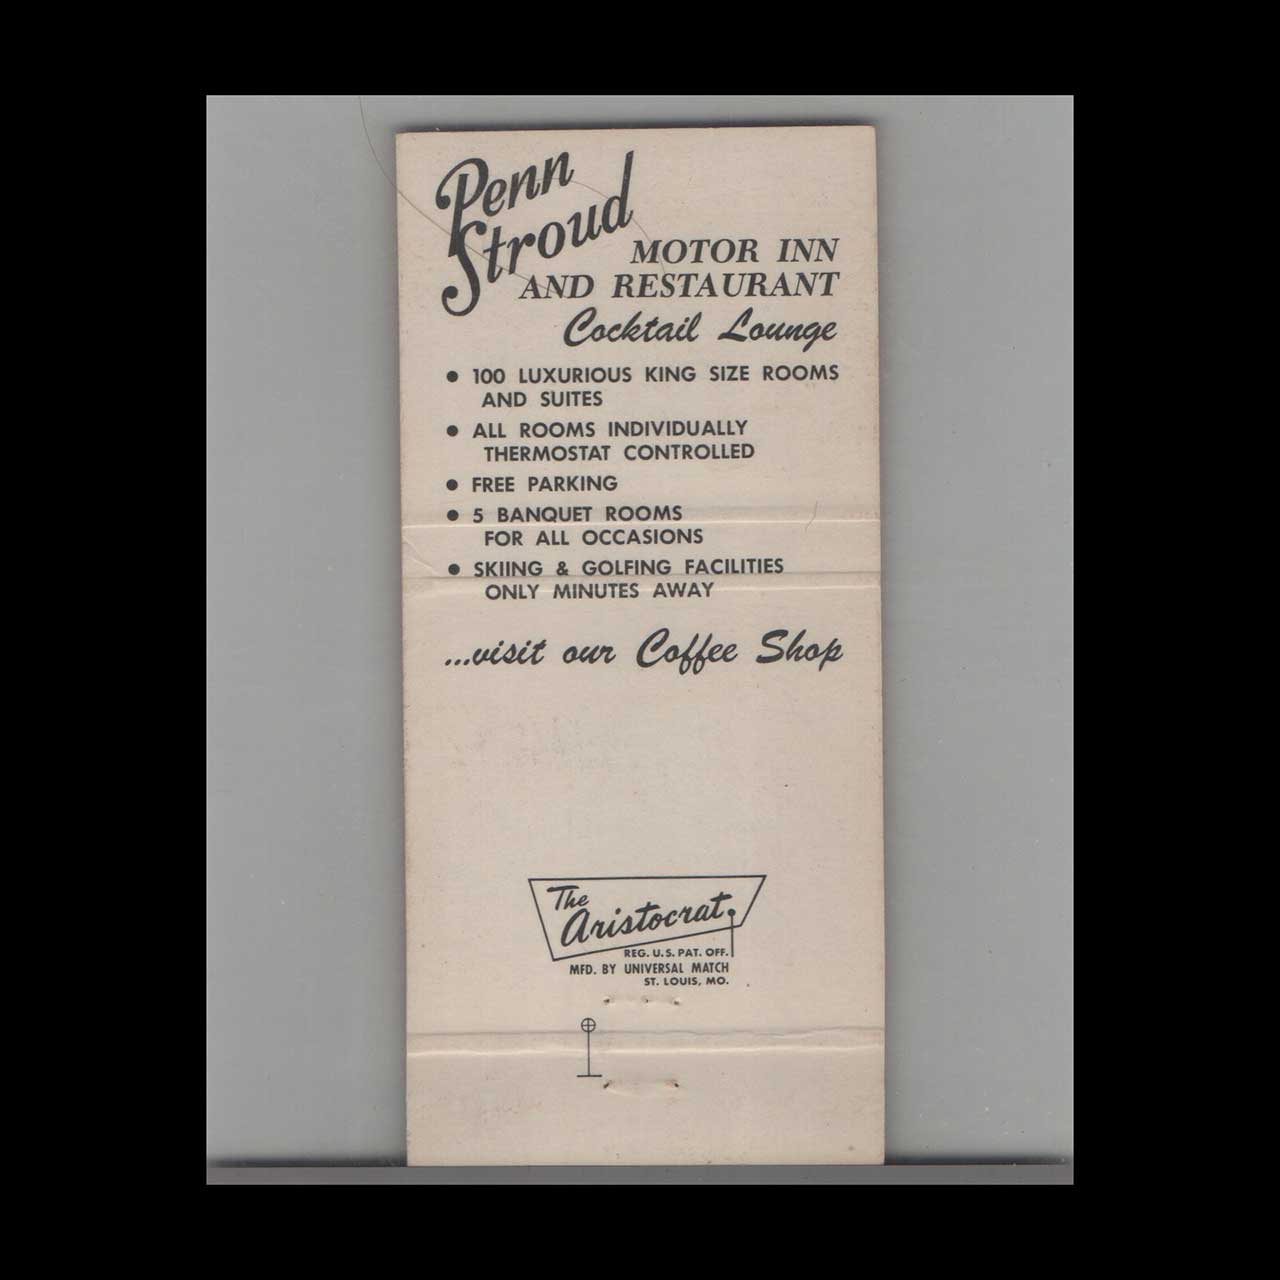 Penn
Stroud
MOTOR INN
AND RESTAURANT
Cocktail Lounge
• 100 LUXURIOUS KING SIZE ROOMS
AND SUITES
• ALL ROOMS INDIVIDUALLY
THERMOSTAT CONTROLLED
• FREE PARKING
• 5 BANQUET ROOMS
FOR ALL OCCASIONS
• SKIING & GOLFING FACILITIES
ONLY MINUTES AWAY
...visit our Coffee Shop
The
Aristocrat
REG. U.S. PAT. OFF.
MFD. BY UNIVERSAL MATCH
ST. LOUIS, MO.